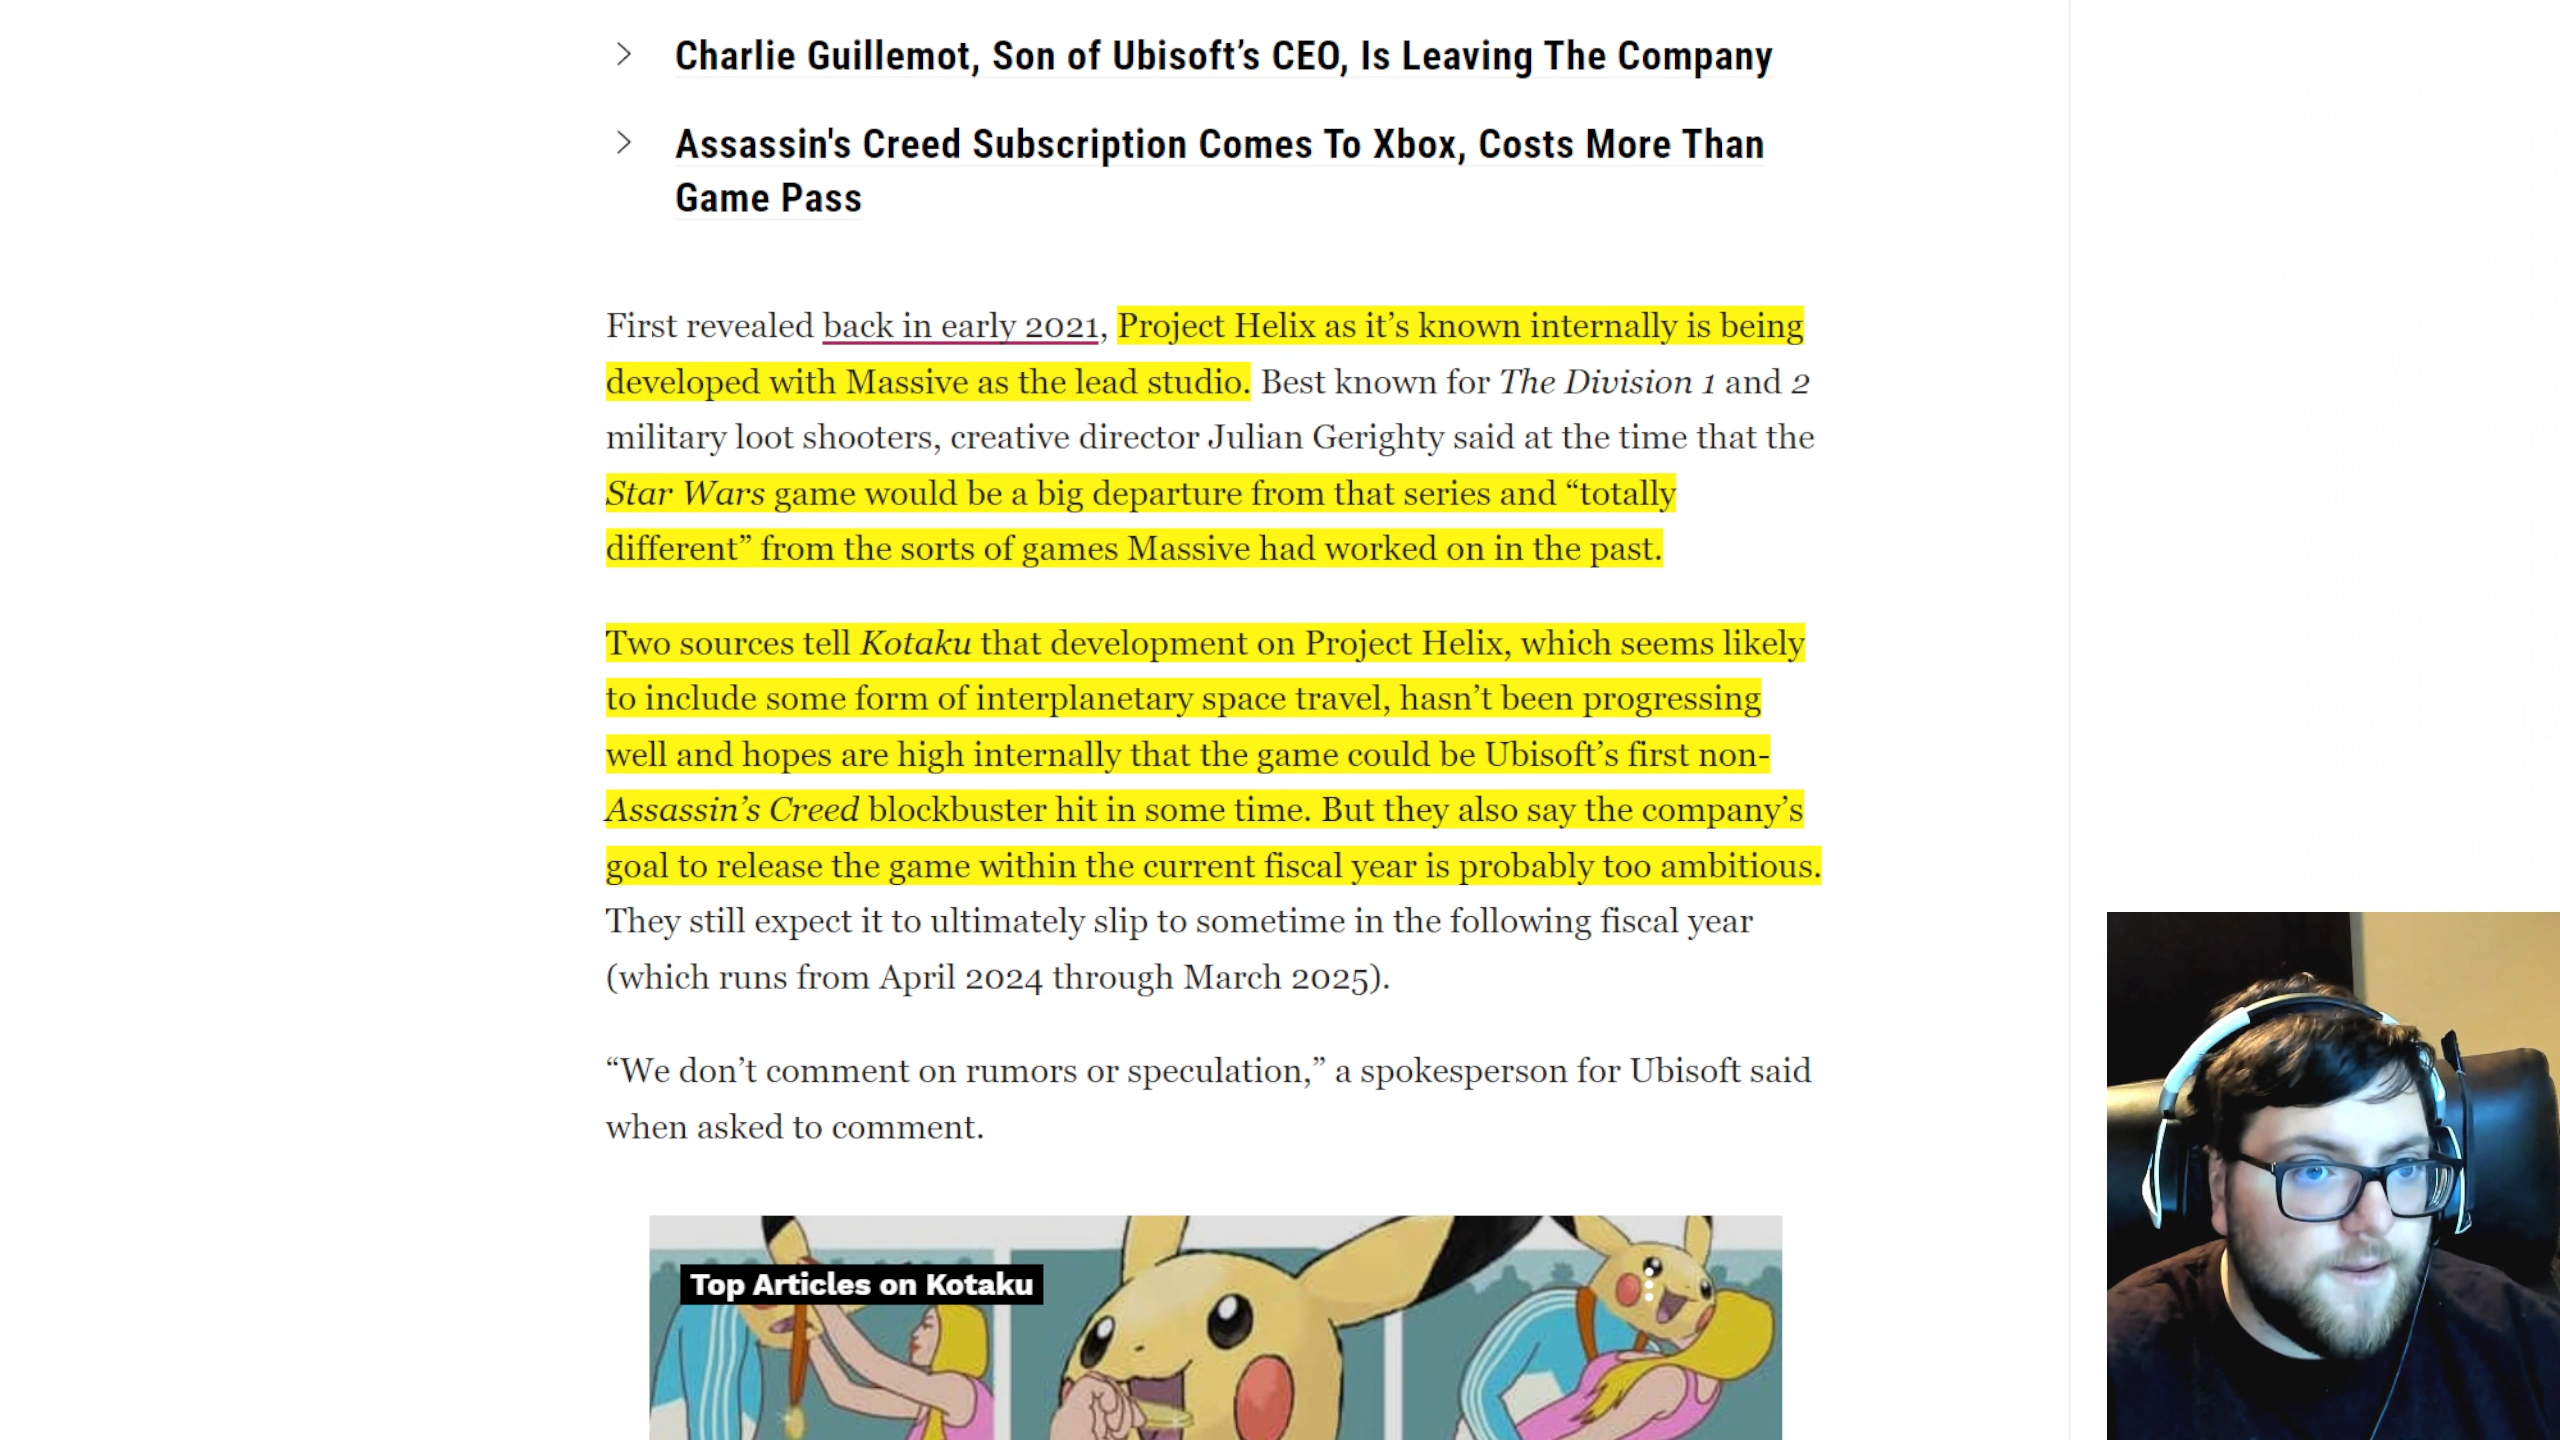 Charlie Guillemot, Son of Ubisoft’s CEO, Is Leaving The Company
Assassin's Creed Subscription Comes To Xbox, Costs More Than
Game Pass
First revealed back in early 2021, Project Helix as it’s known internally is being
developed with Massive as the lead studio. Best known for The Division 1 and 2
military loot shooters, creative director Julian Gerighty said at the time that the
Star Wars game would be a big departure from that series and “totally
different” from the sorts of games Massive had worked on in the past.
Two sources tell Kotaku that development on Project Helix, which seems likely
to include some form of interplanetary space travel, hasn’t been progressing
well and hopes are high internally that the game could be Ubisoft’s first non-
Assassin’s Creed blockbuster hit in some time. But they also say the company’s
goal to release the game within the current fiscal year is probably too ambitious.
They still expect it to ultimately slip to sometime in the following fiscal year
(which runs from April 2024 through March 2025).
“We don’t comment on rumors or speculation,” a spokesperson for Ubisoft said
when asked to comment.
Top Articles on Kotaku